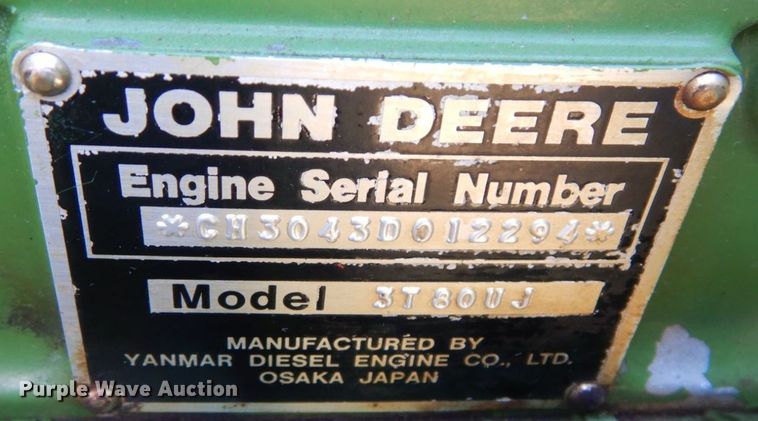 JOHN DEERE
Engine Serial Number
*CH3043D012294*
Model 3T80UJ
MANUFACTURED BY
YANMAR DIESEL ENGINE CO., LTD.
OSAKA JAPAN
Purple Wave Auction